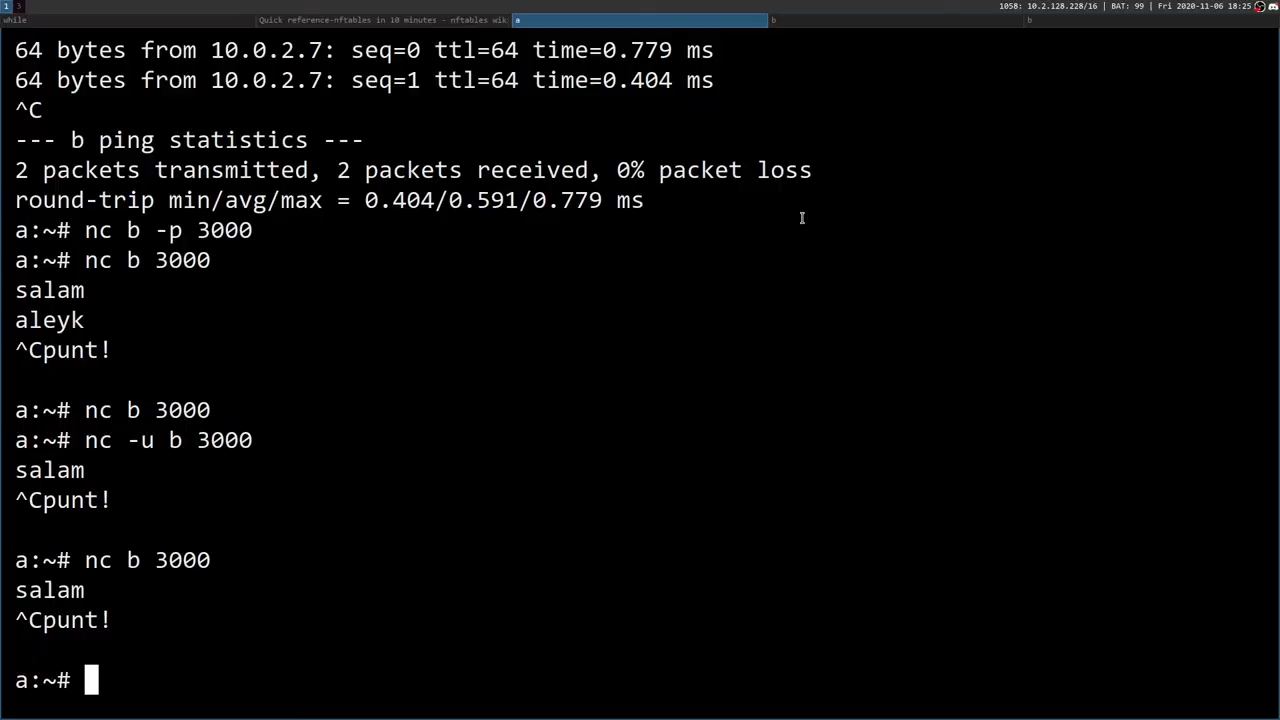 1 3 1058: 10.2.128.228/16 | BAT: 99 | Fri 2020-11-06 18:25
while Quick reference-nftables in 10 minutes - nftables wik: a b b
64 bytes from 10.0.2.7: seq=0 ttl=64 time=0.779 ms
64 bytes from 10.0.2.7: seq=1 ttl=64 time=0.404 ms
^C
--- b ping statistics ---
2 packets transmitted, 2 packets received, 0% packet loss
round-trip min/avg/max = 0.404/0.591/0.779 ms
a:~# nc b -p 3000
a:~# nc b 3000
salam
aleyk
^Cpunt!
a:~# nc b 3000
a:~# nc -u b 3000
salam
^Cpunt!
a:~# nc b 3000
salam
^Cpunt!
a:~#